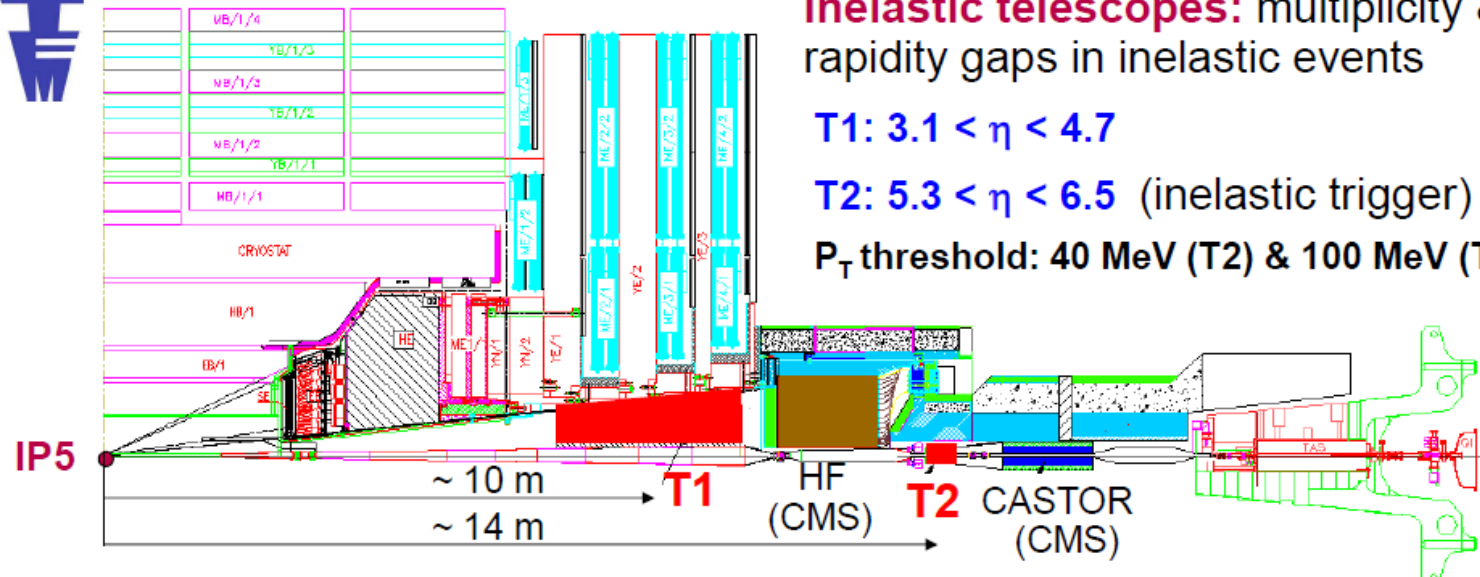 Inelastic telescopes: multiplicity
rapidity gaps in inelastic events
T1: 3.1 < η < 4.7
T2: 5.3 < η < 6.5 (inelastic trigger)
P_T threshold: 40 MeV (T2) & 100 MeV
MB/1/4
YB/1/3
MB/1/3
YB/1/2
MB/1/2
YB/1/1
MB/1/1
CRYOSTAT
HB/1
EB/1
SE
HE
ME/1/3
ME/1/2
YN/1
YN/2
YE/1
ME/2/2
ME/2/1
YE/2
ME/3/2
ME/3/1
YE/3
ME/4/2
ME/4/1
TAS
IP5
~ 10 m
T1
HF
(CMS)
T2
CASTOR
(CMS)
~ 14 m